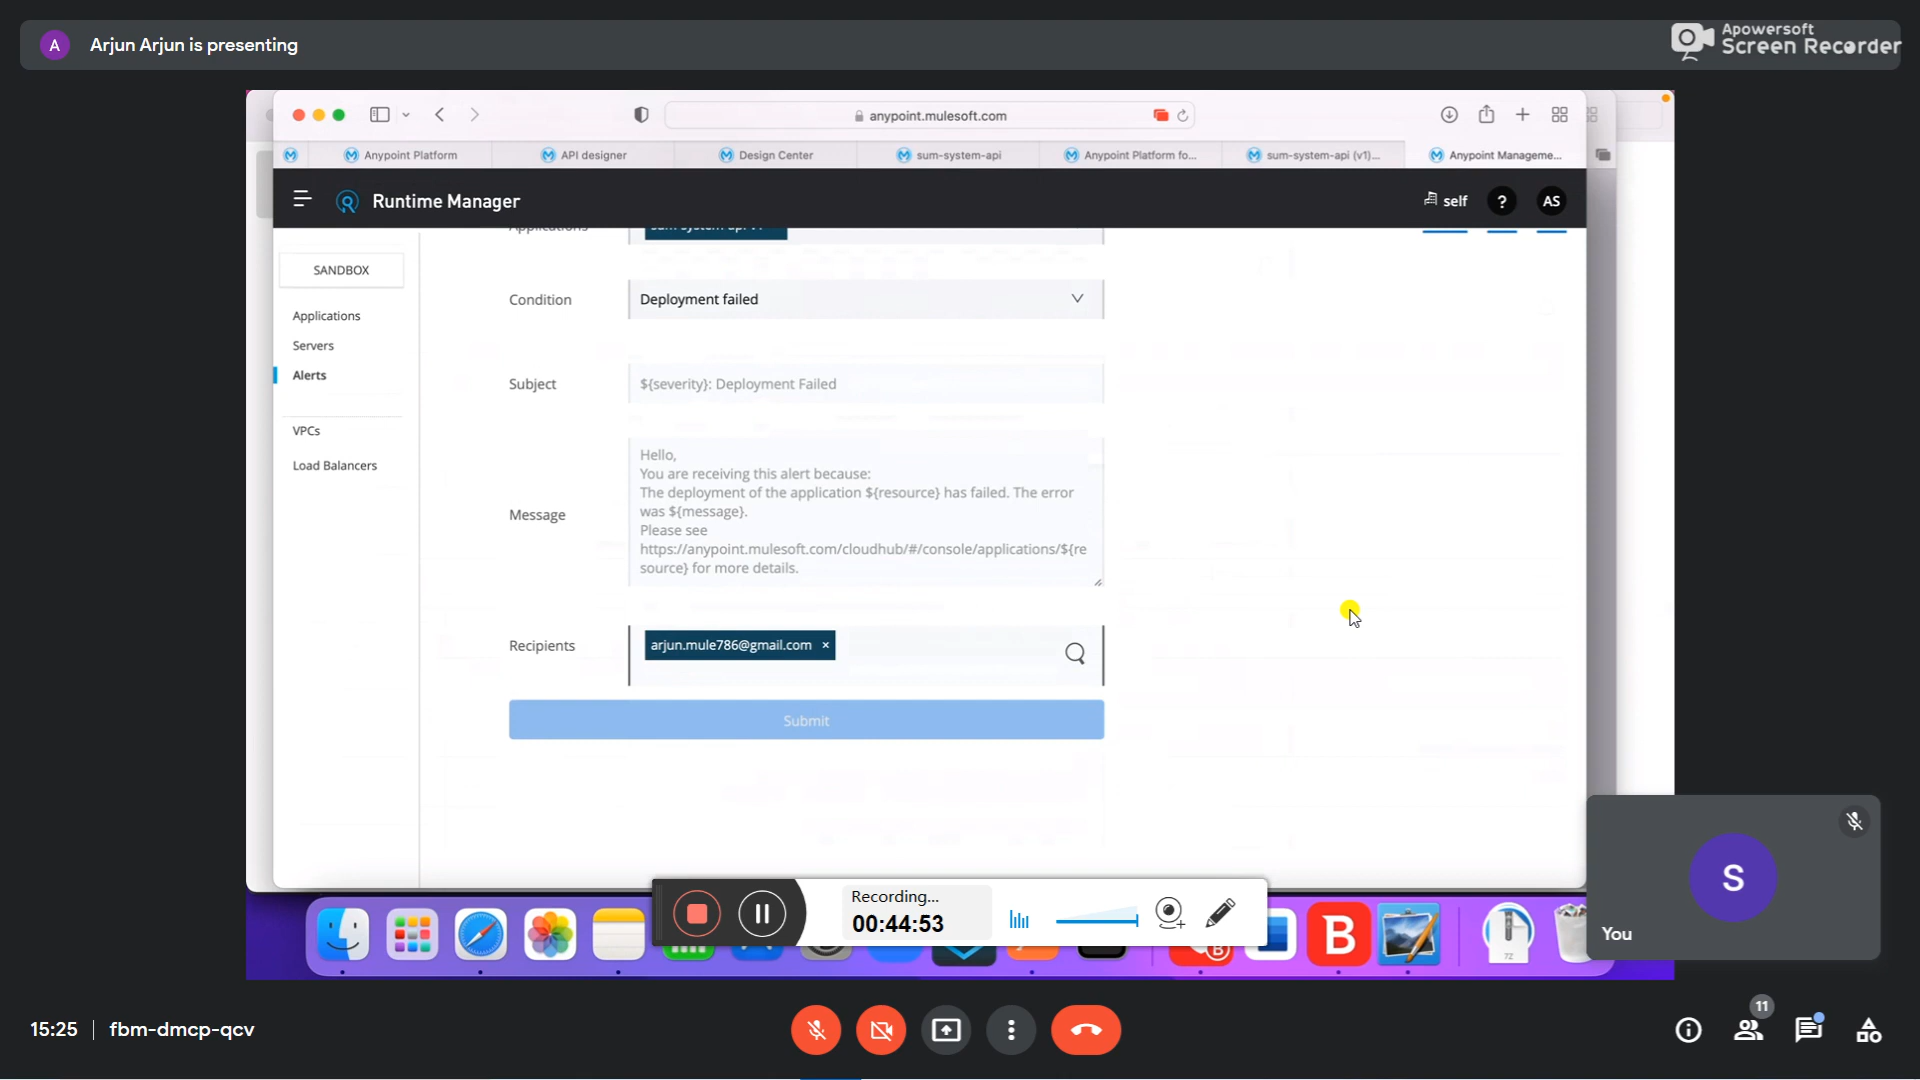 A Arjun Arjun is presenting
Apowersoft
Screen Recorder
anypoint.mulesoft.com
Anypoint Platform
API designer
Design Center
sum-system-api
Anypoint Platform fo...
sum-system-api (v1)...
Anypoint Manageme...
Runtime Manager
self
?
AS
SANDBOX
Applications
Servers
Alerts
VPCs
Load Balancers
Applications
Condition
Deployment failed
Subject
${severity}: Deployment Failed
Message
Hello,
You are receiving this alert because:
The deployment of the application ${resource} has failed. The error
was ${message}.
Please see
https://anypoint.mulesoft.com/cloudhub/#/console/applications/${re
source} for more details.
Recipients
arjun.mule786@gmail.com ×
Submit
Recording...
00:44:53
B
B
7Z
S
You
15:25 | fbm-dmcp-qcv
11